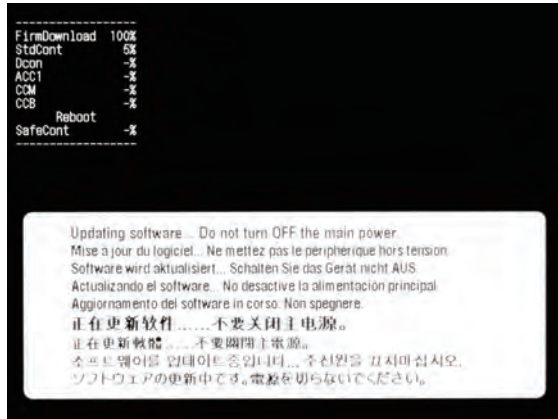 ------------------
FirmDownload 100%
StdCont 5%
Dcon -%
ACC1 -%
CCM -%
CCB -%
Reboot
SafeCont -%
------------------
Updating software... Do not turn OFF the main power.
Mise à jour du logiciel... Ne mettez pas le périphérique hors tension.
Software wird aktualisiert... Schalten Sie das Gerät nicht AUS.
Actualizando el software... No desactive la alimentación principal.
Aggiornamento del software in corso. Non spegnere.
正在更新软件......不要关闭主电源。
正在更新軟體......不要關閉主電源。
소프트웨어를 업데이트중입니다... 주전원을 끄지마십시오.
ソフトウェアの更新中です。電源を切らないでください。